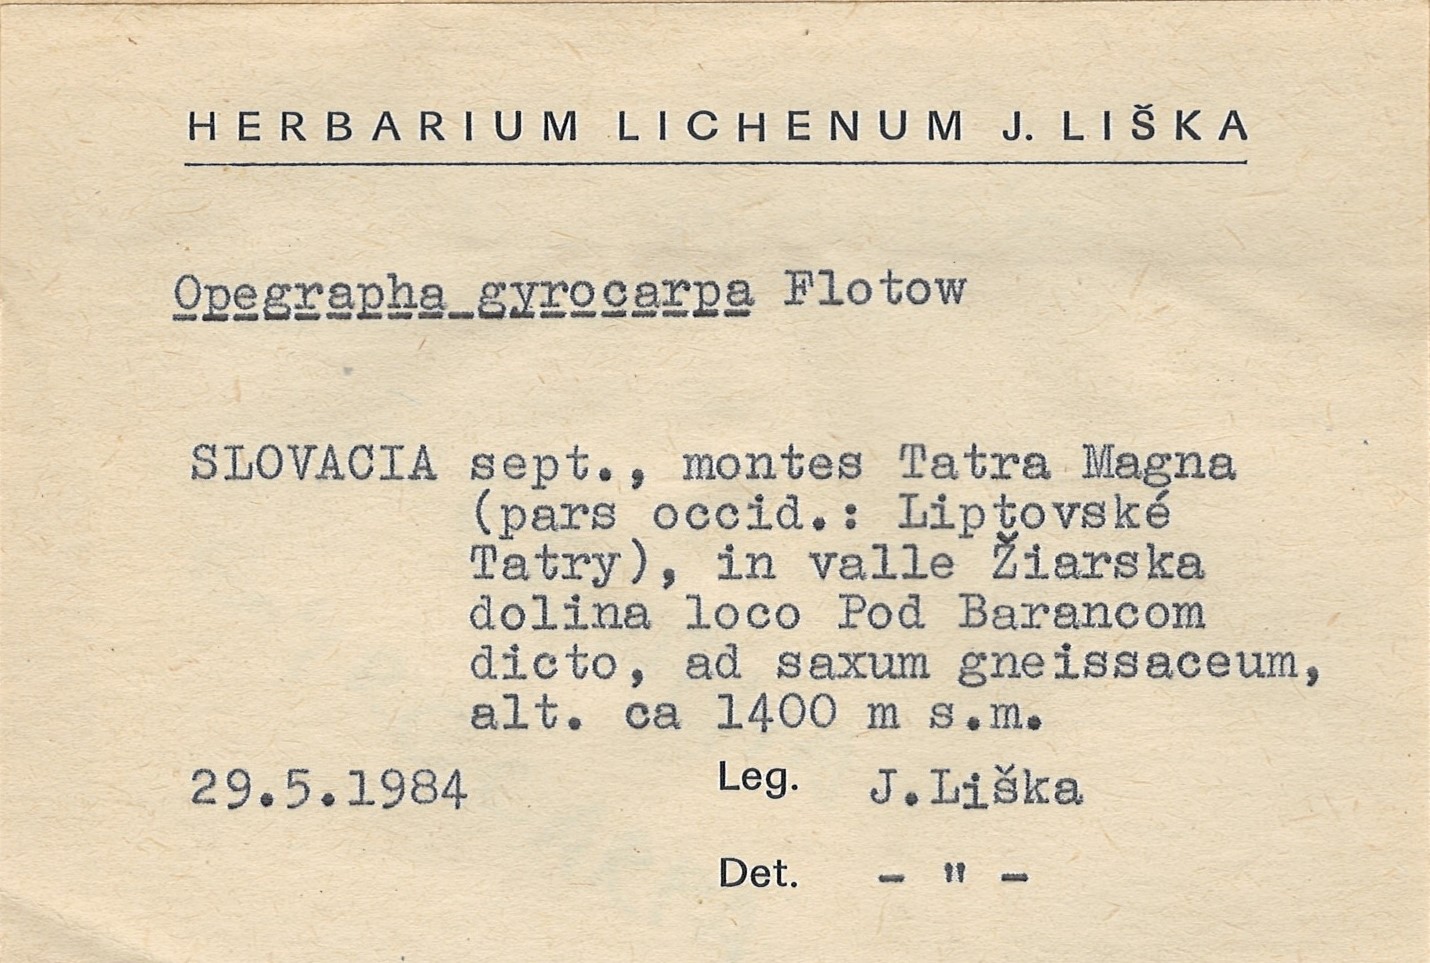 HERBARIUM LICHENUM J. LIŠKA
Opegrapha gyrocarpa Flotow
SLOVACIA sept., montes Tatra Magna
(pars occid.: Liptovské
Tatry), in valle Žiarska
dolina loco Pod Barancom
dicto, ad saxum gneissaceum,
alt. ca 1400 m s.m.
29.5.1984 Leg. J.Liška
Det. - " -